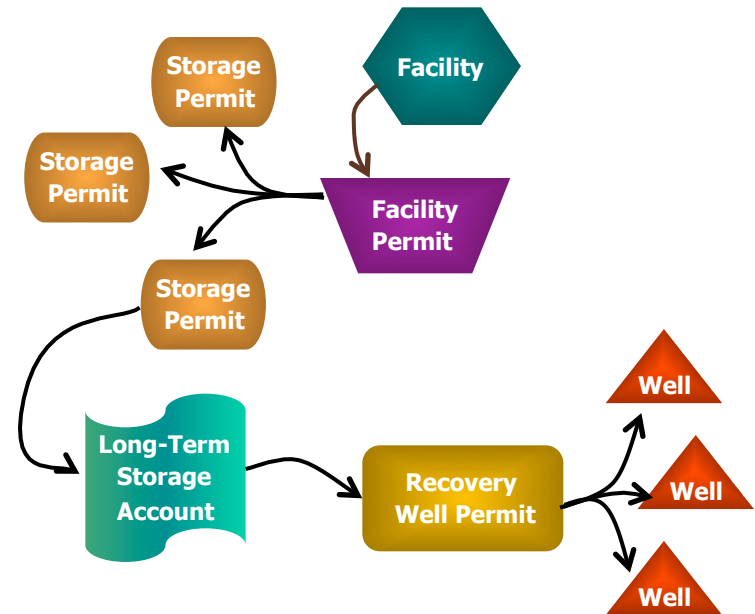 Storage
Permit
Facility
Storage
Permit
Facility
Permit
Storage
Permit
Long-Term
Storage
Account
Recovery
Well Permit
Well
Well
Well